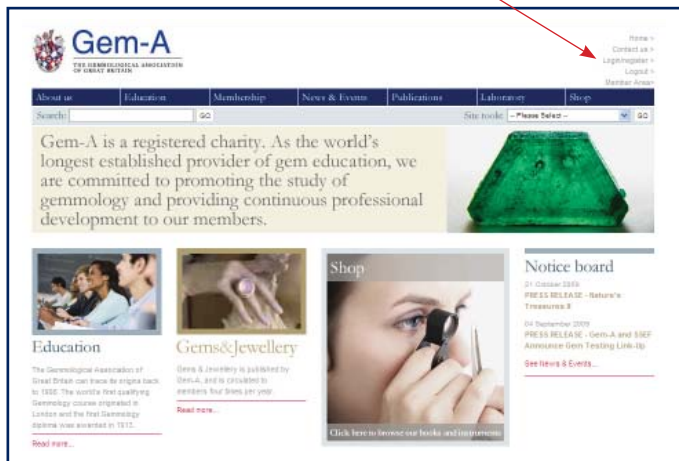 Gem-A
THE GEMMOLOGICAL ASSOCIATION
OF GREAT BRITAIN
Home >
Contact us >
Login/register >
Logout >
Member Area>
About us
Education
Membership
News & Events
Publications
Laboratory
Shop
Search:
GO
Site tools:
-- Please Select --
GO
Gem-A is a registered charity. As the world's
longest established provider of gem education, we
are committed to promoting the study of
gemmology and providing continuous professional
development to our members.
Education
The Gemmological Association of
Great Britain can trace its origins back
to 1908. The world's first qualifying
Gemmology course originated in
London and the first Gemmology
diploma was awarded in 1913.
Read more...
Gems&Jewellery
Gems & Jewellery is published by
Gem-A, and is circulated to
members four times per year.
Read more...
Shop
Click here to browse our books and instruments
Notice board
21 October 2009
PRESS RELEASE - Nature's
Treasures II
04 September 2009
PRESS RELEASE - Gem-A and SSEF
Announce Gem Testing Link-Up
See News & Events...